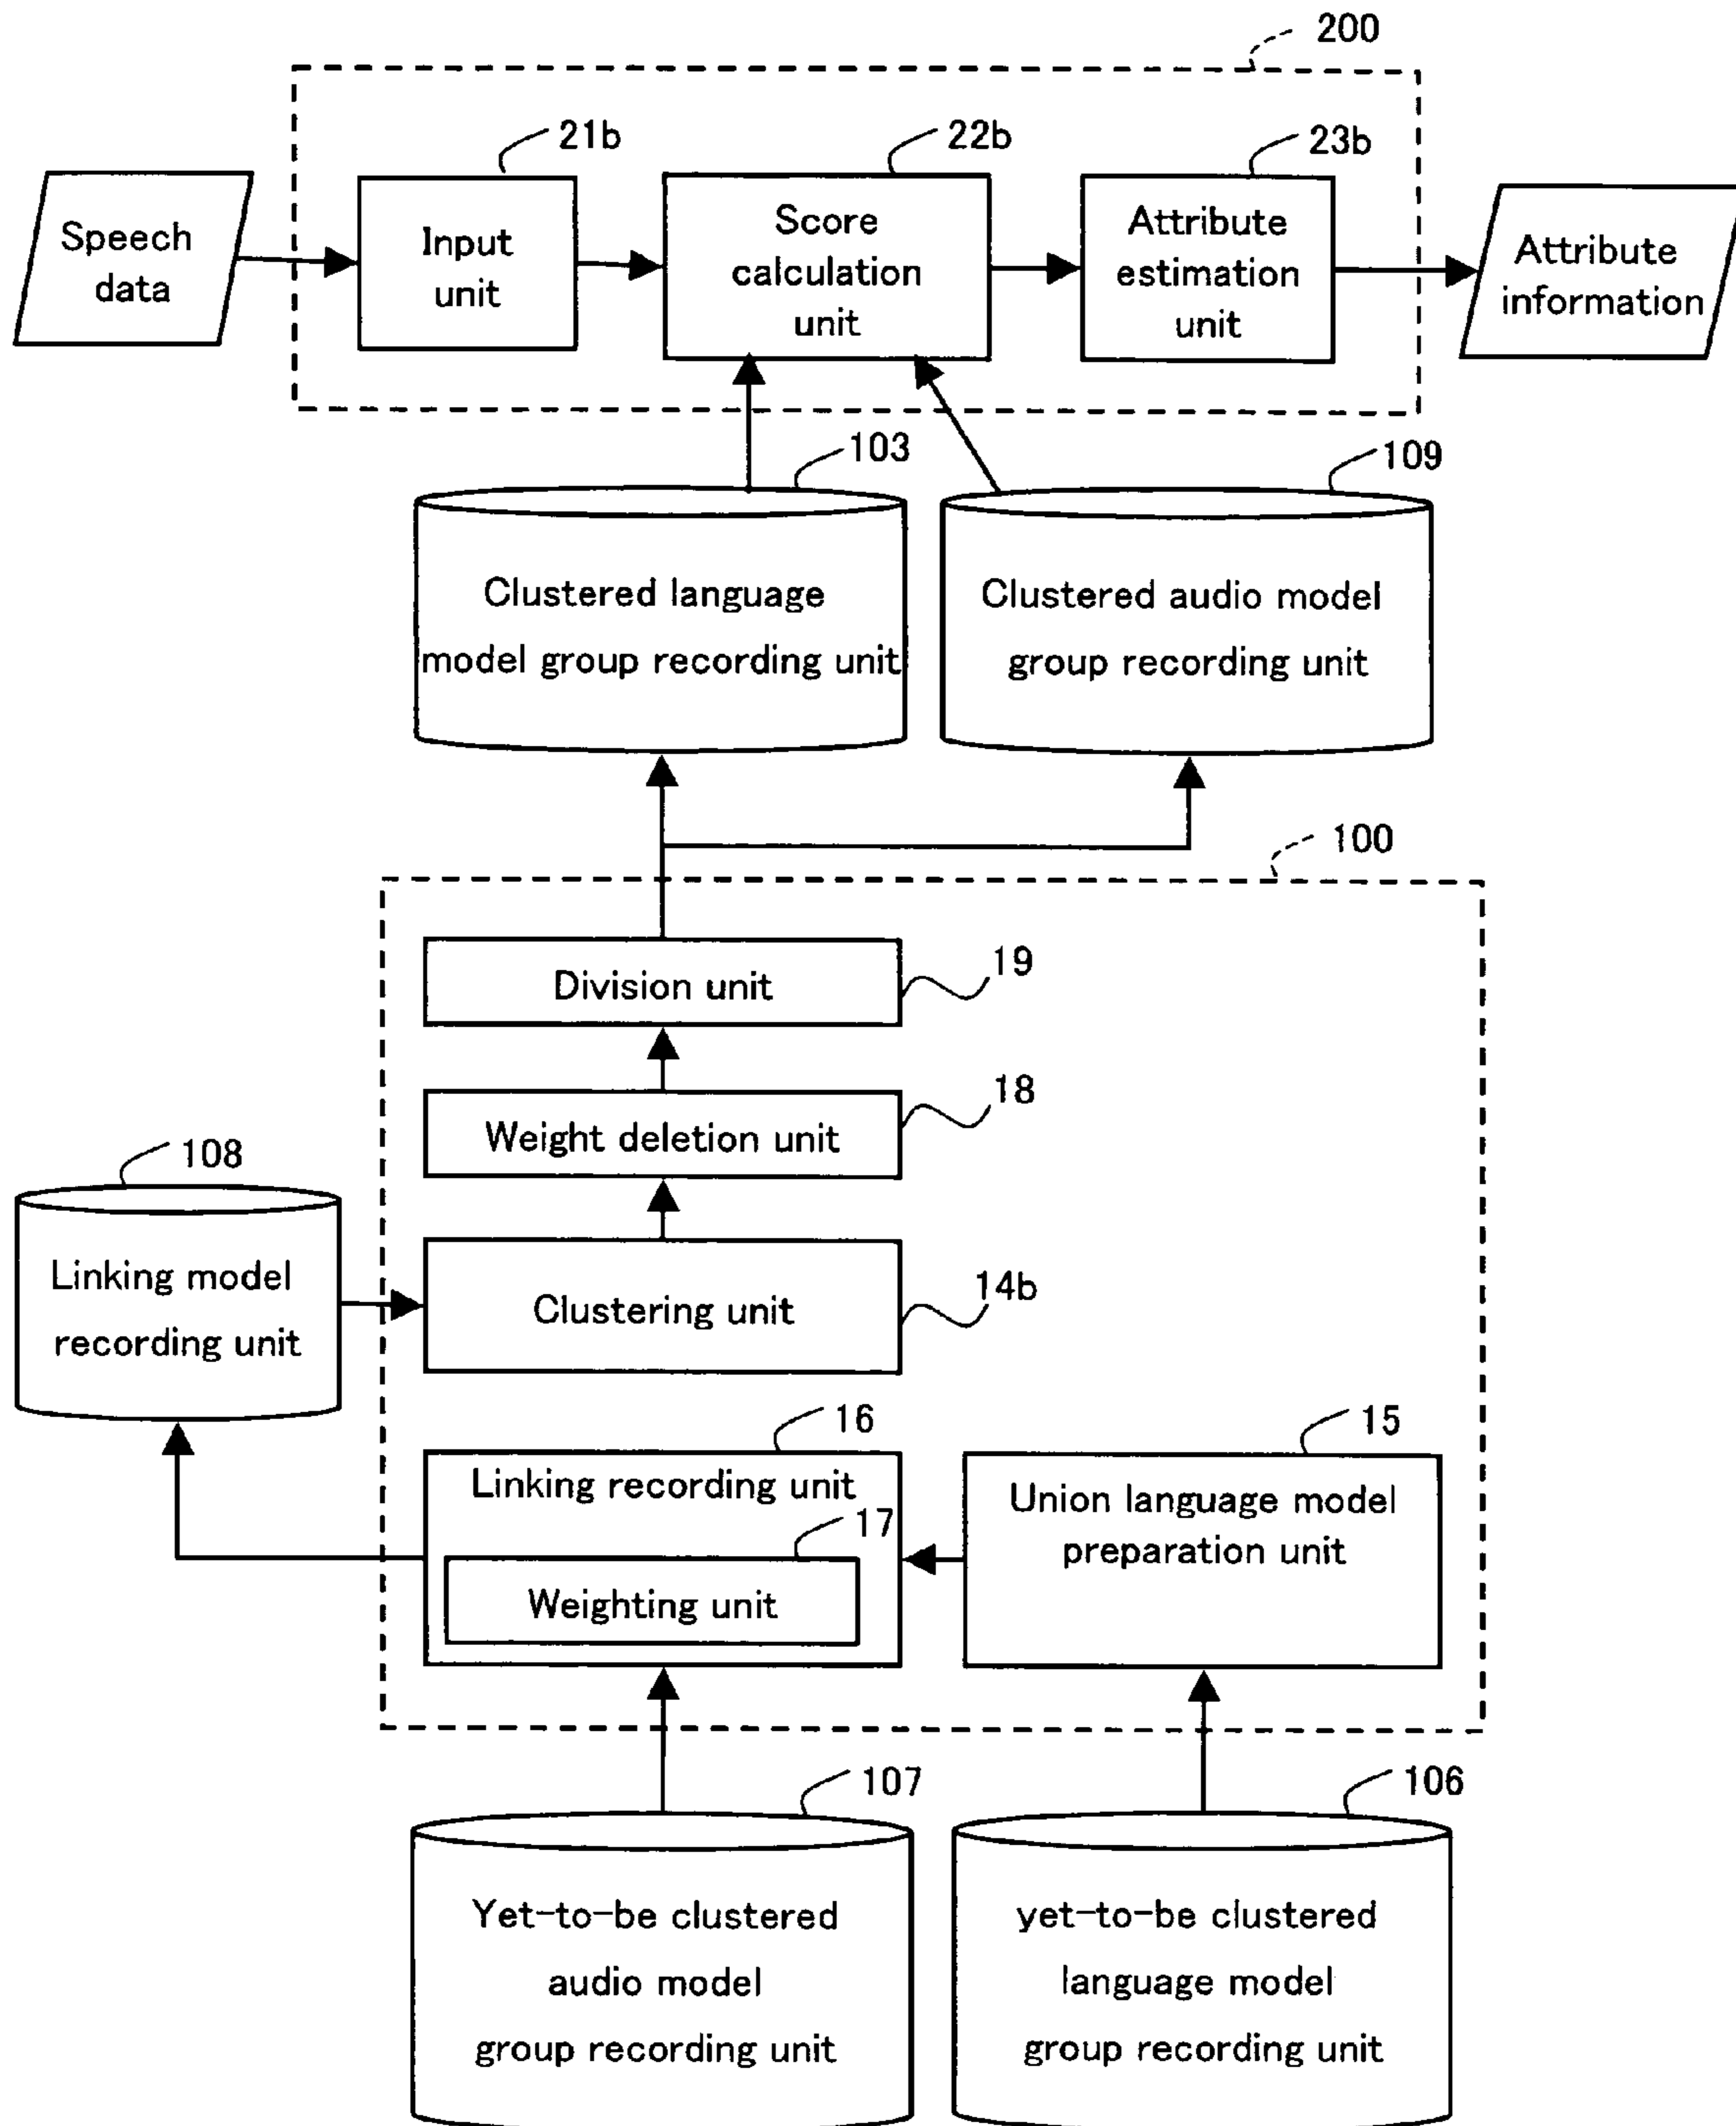 200
21b
22b
23b
Speech
data
Input
unit
Score
calculation
unit
Attribute
estimation
unit
Attribute
information
103
109
Clustered language
model group recording unit
Clustered audio model
group recording unit
100
Division unit
19
Weight deletion unit
18
108
Linking model
recording unit
Clustering unit
14b
16
15
Linking recording unit
17
Weighting unit
Union language model
preparation unit
107
106
Yet-to-be clustered
audio model
group recording unit
yet-to-be clustered
language model
group recording unit